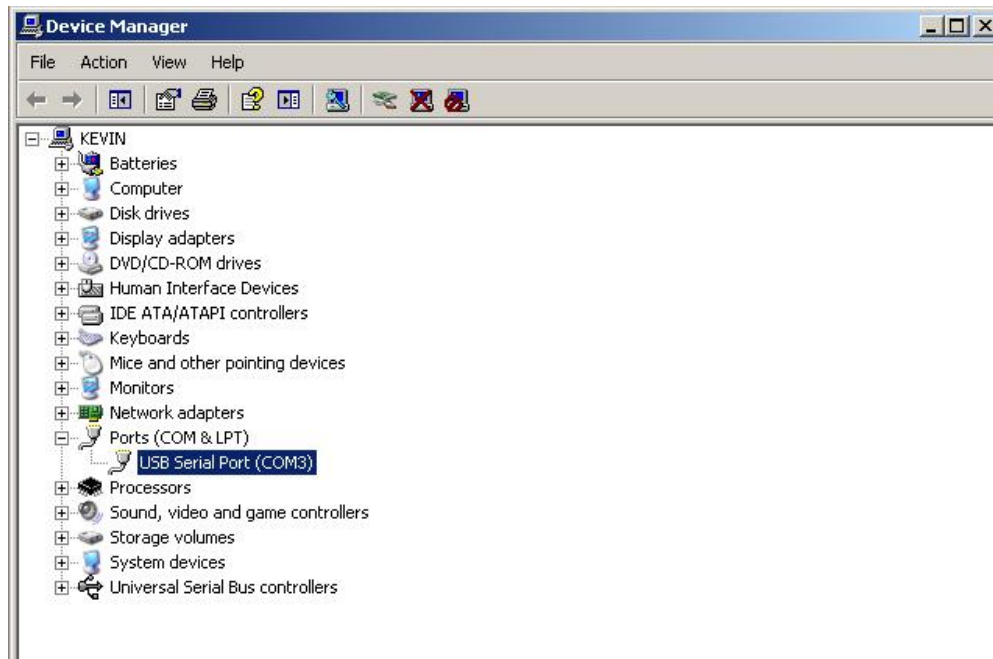 Device Manager
File Action View Help
KEVIN
Batteries
Computer
Disk drives
Display adapters
DVD/CD-ROM drives
Human Interface Devices
IDE ATA/ATAPI controllers
Keyboards
Mice and other pointing devices
Monitors
Network adapters
Ports (COM & LPT)
USB Serial Port (COM3)
Processors
Sound, video and game controllers
Storage volumes
System devices
Universal Serial Bus controllers